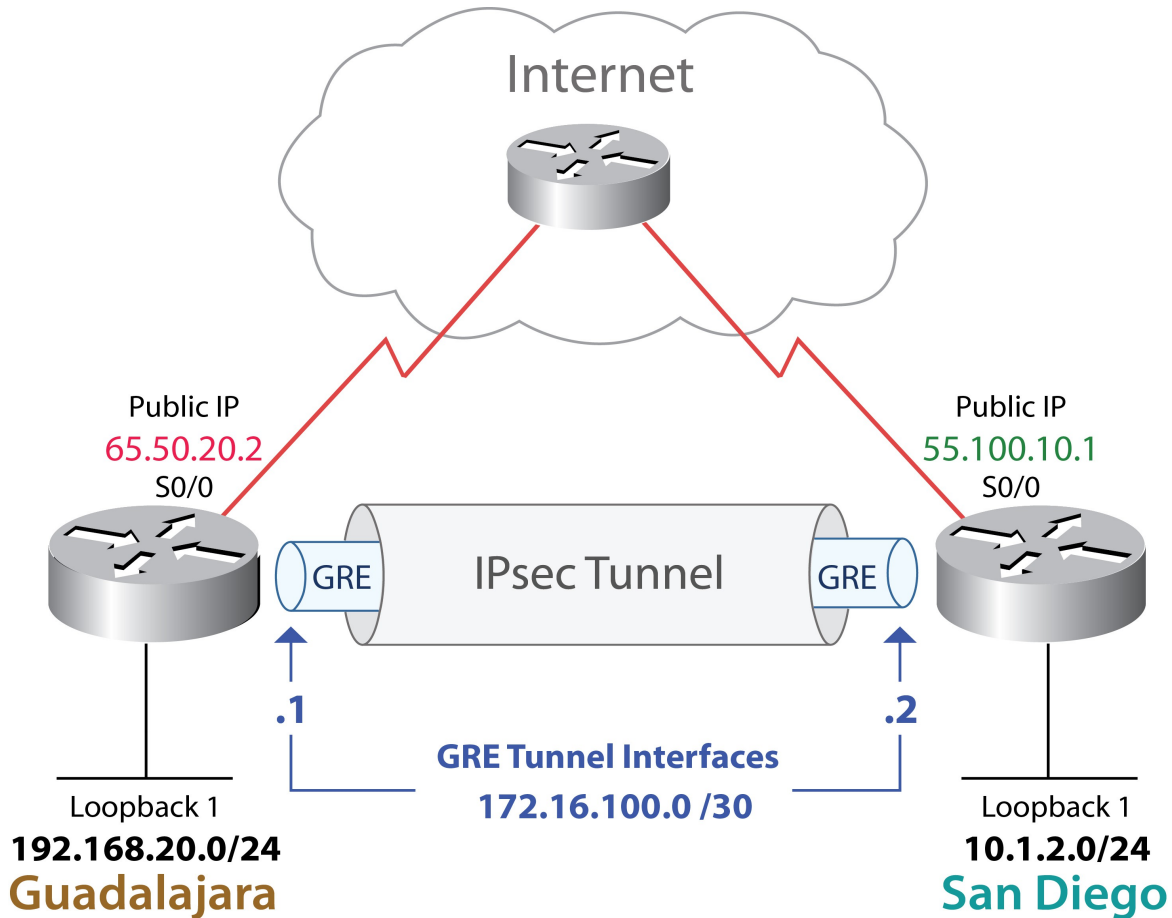 Internet
Public IP
65.50.20.2
S0/0
Public IP
55.100.10.1
S0/0
GRE
IPsec Tunnel
GRE
.1
.2
GRE Tunnel Interfaces
172.16.100.0 /30
Loopback 1
192.168.20.0/24
Guadalajara
Loopback 1
10.1.2.0/24
San Diego